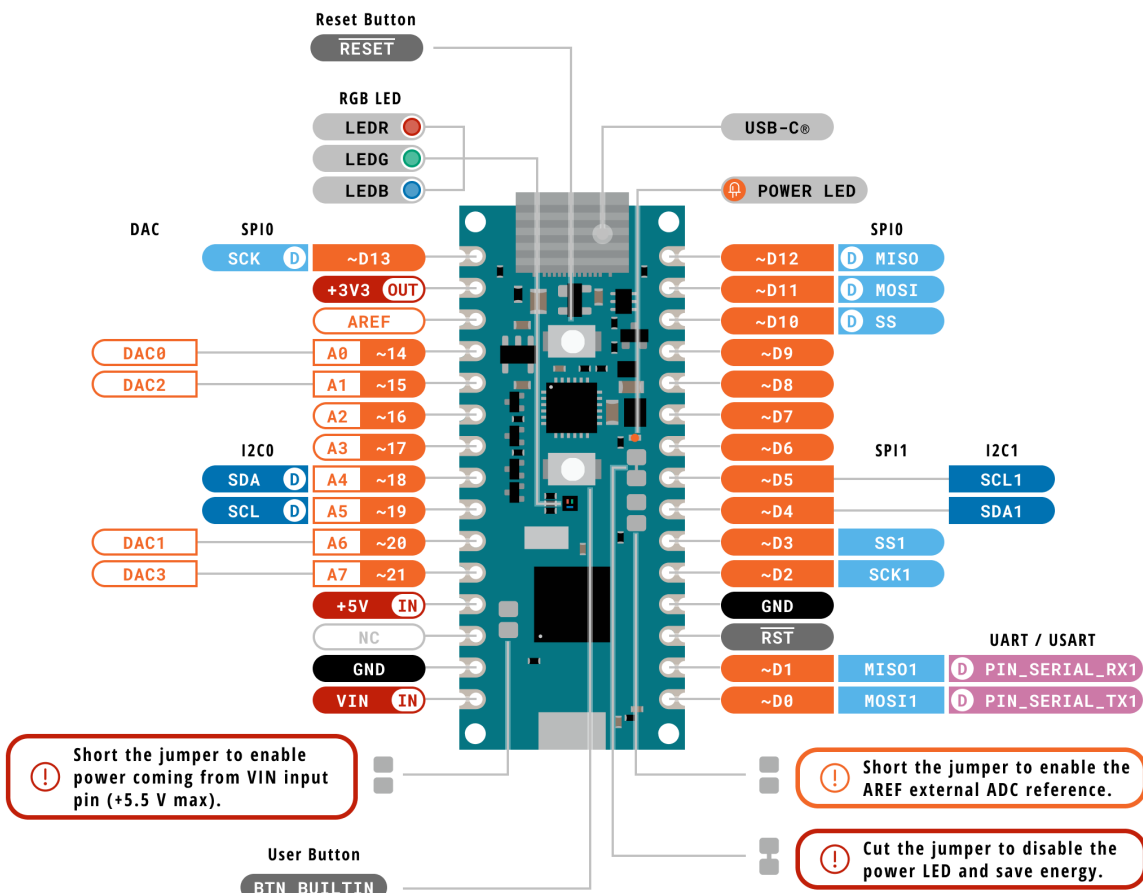 Reset Button
RESET
RGB LED
LEDR
LEDG
LEDB
USB-C®
POWER LED
DAC SPI0
SCK D ~D13
+3V3 OUT
AREF
DAC0 A0 ~14
DAC2 A1 ~15
A2 ~16
A3 ~17
I2C0
SDA D A4 ~18
SCL D A5 ~19
DAC1 A6 ~20
DAC3 A7 ~21
+5V IN
NC
GND
VIN IN
SPI0
~D12 D MISO
~D11 D MOSI
~D10 D SS
~D9
~D8
~D7
~D6
SPI1 I2C1
~D5 SCL1
~D4 SDA1
~D3 SS1
~D2 SCK1
GND
RST
UART / USART
~D1 MISO1 D PIN_SERIAL_RX1
~D0 MOSI1 D PIN_SERIAL_TX1
Short the jumper to enable
power coming from VIN input
pin (+5.5 V max).
Short the jumper to enable the
AREF external ADC reference.
Cut the jumper to disable the
power LED and save energy.
User Button
BTN_BUILTIN